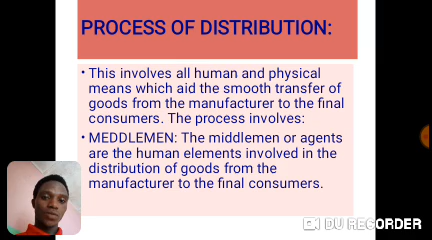 PROCESS OF DISTRIBUTION:
• This involves all human and physical
means which aid the smooth transfer of
goods from the manufacturer to the final
consumers. The process involves:
• MEDDLEMEN: The middlemen or agents
are the human elements involved in the
distribution of goods from the
manufacturer to the final consumers.
DU RECORDER